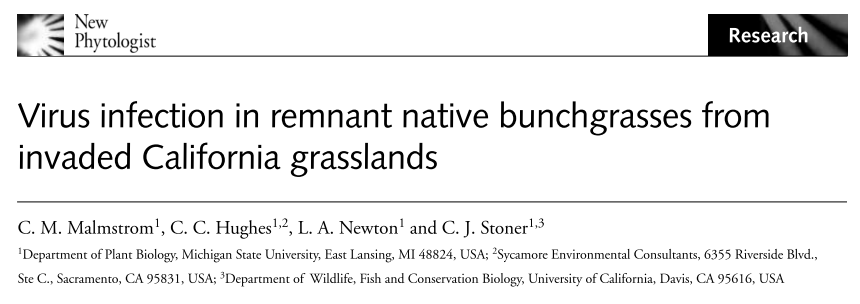 New
Phytologist
Research
Virus infection in remnant native bunchgrasses from
invaded California grasslands
C. M. Malmstrom1, C. C. Hughes1,2, L. A. Newton1 and C. J. Stoner1,3
1Department of Plant Biology, Michigan State University, East Lansing, MI 48824, USA; 2Sycamore Environmental Consultants, 6355 Riverside Blvd.,
Ste C., Sacramento, CA 95831, USA; 3Department of Wildlife, Fish and Conservation Biology, University of California, Davis, CA 95616, USA